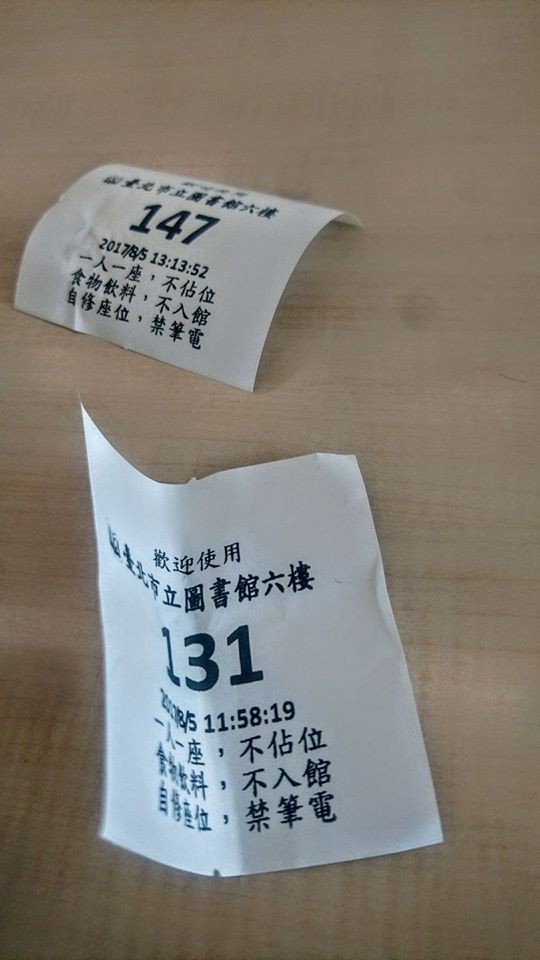 臺北市立圖書館六樓
147
2017/8/5 13:13:52
一人一座，不佔位
食物飲料，不入館
自修座位，禁筆電
歡迎使用
臺北市立圖書館六樓
131
2017/8/5 11:58:19
一人一座，不佔位
食物飲料，不入館
自修座位，禁筆電